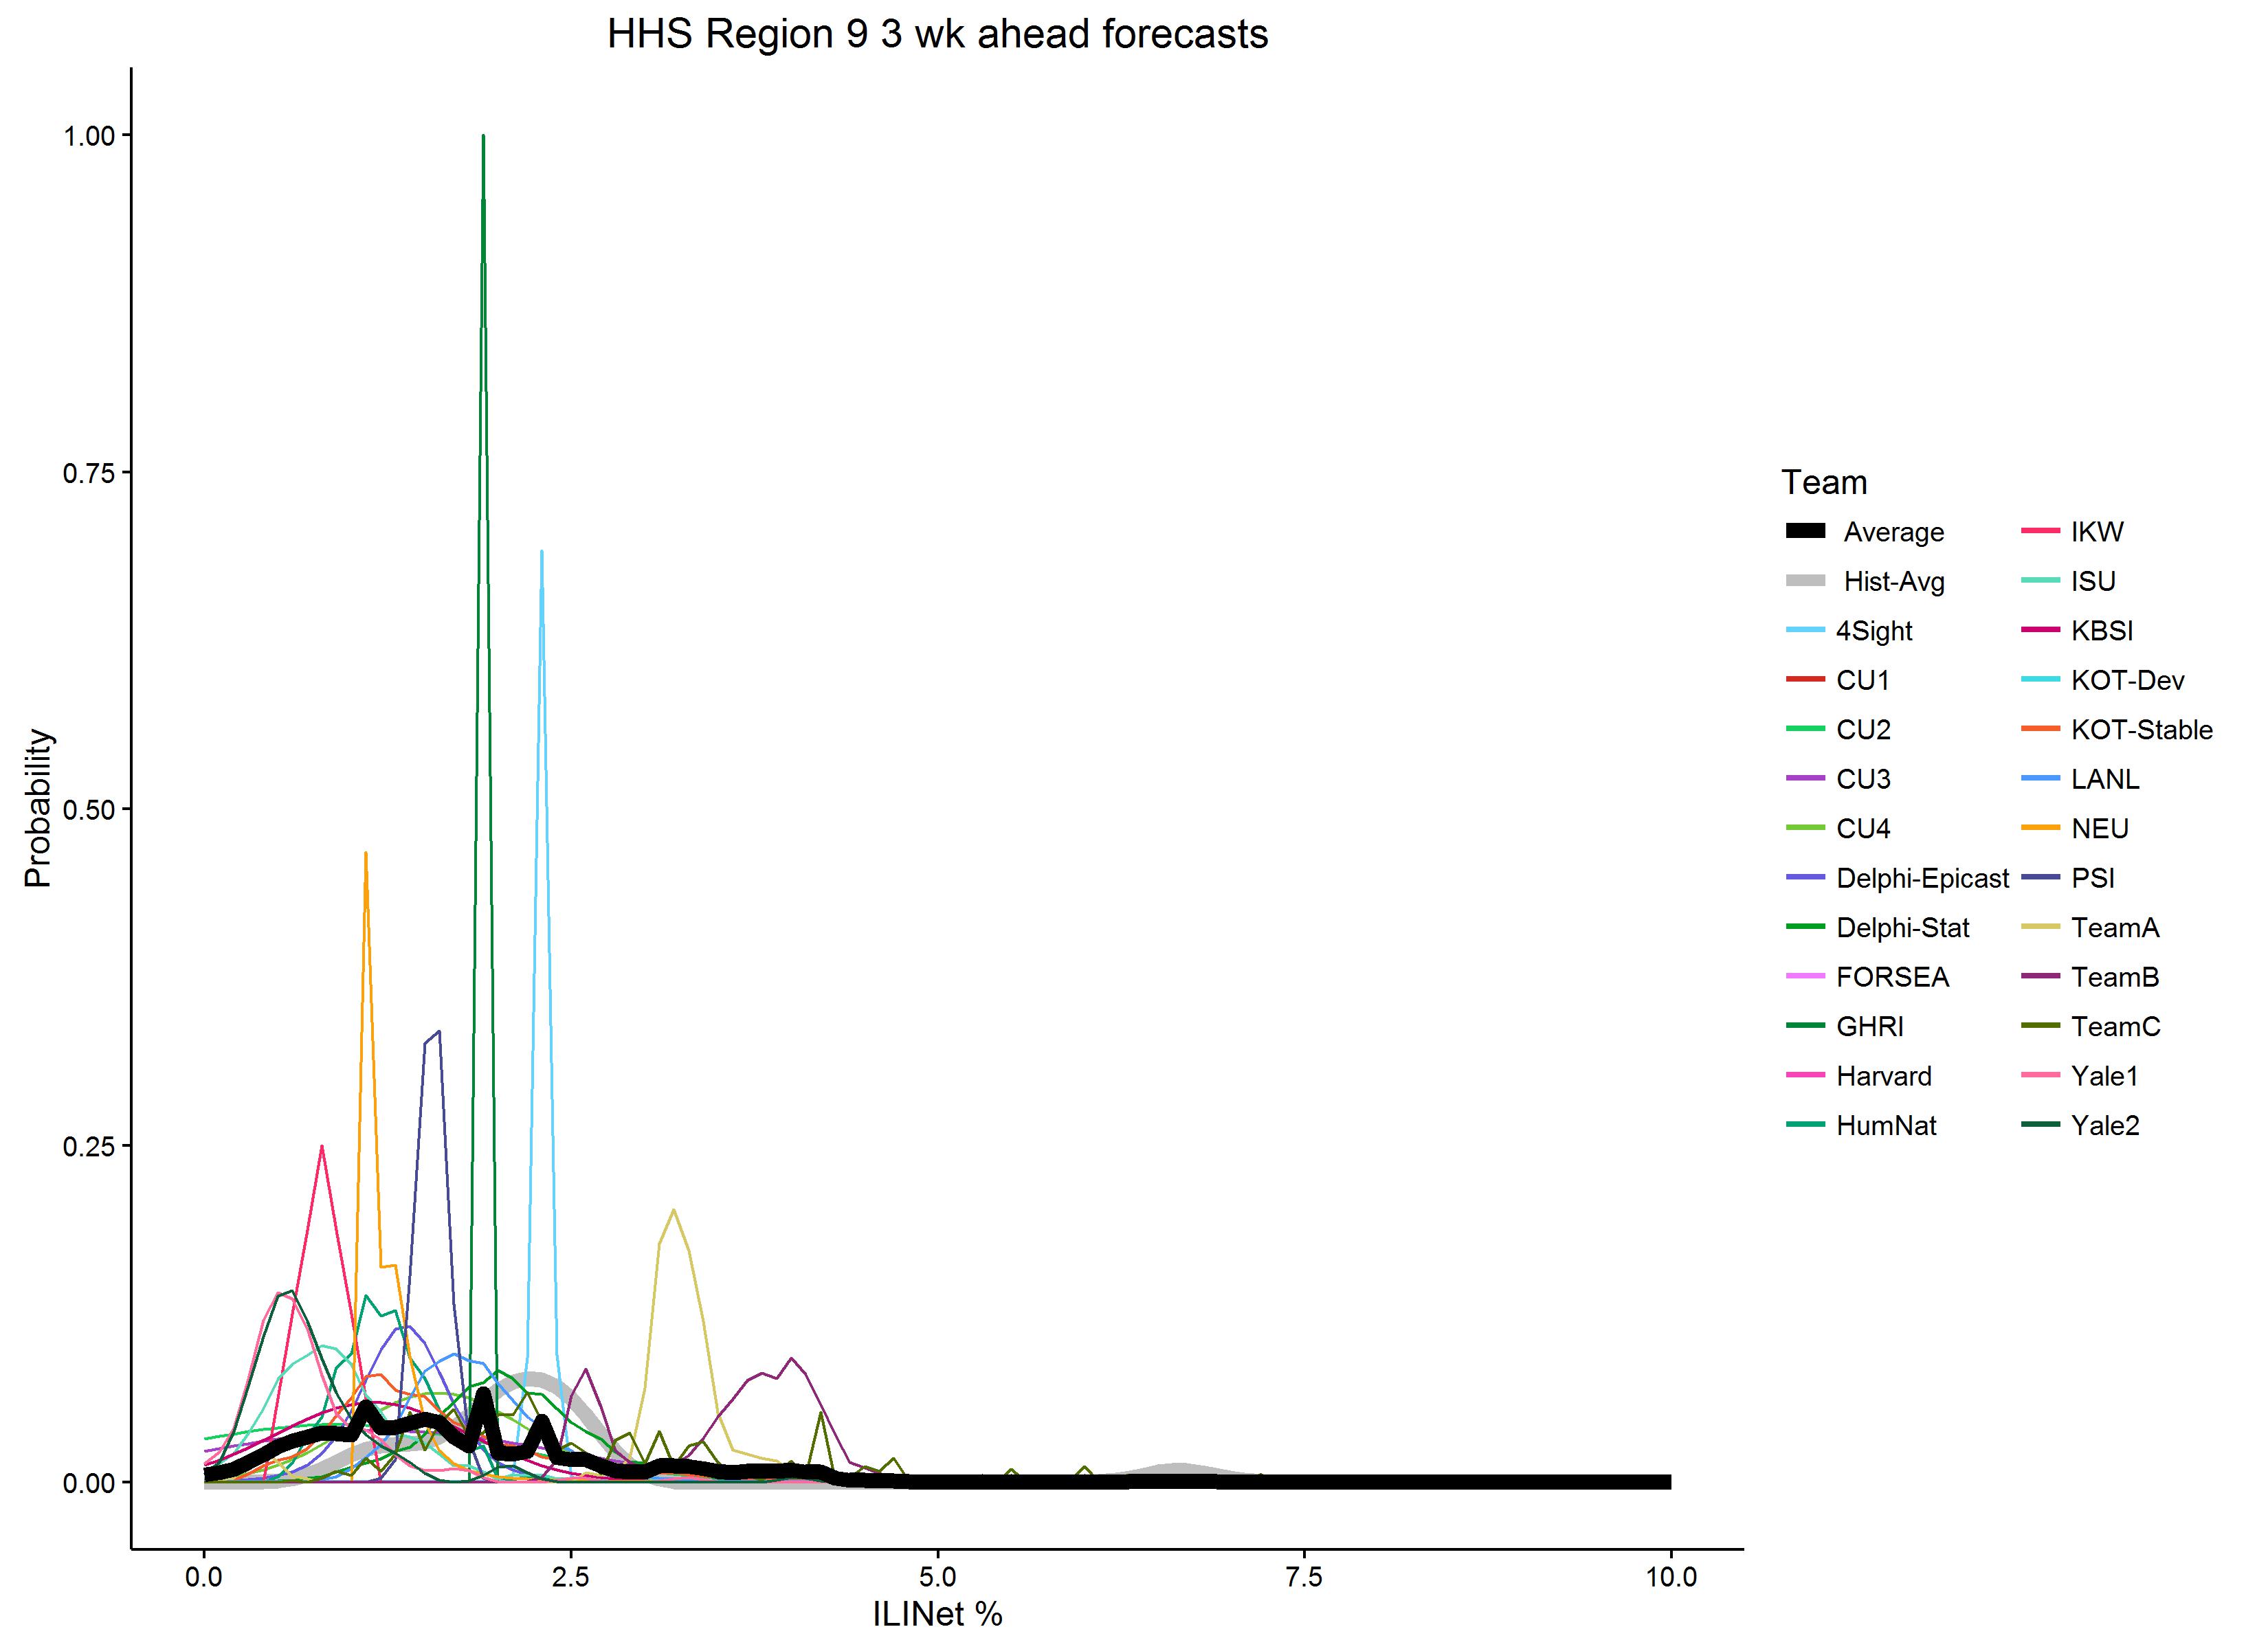 HHS Region 9 3 wk ahead forecasts
1.00
0.75
0.50
0.25
0.00
Probability
0.0 2.5 5.0 7.5 10.0
ILINet %
Team
Average
Hist-Avg
4Sight
CU1
CU2
CU3
CU4
Delphi-Epicast
Delphi-Stat
FORSEA
GHRI
Harvard
HumNat
IKW
ISU
KBSI
KOT-Dev
KOT-Stable
LANL
NEU
PSI
TeamA
TeamB
TeamC
Yale1
Yale2